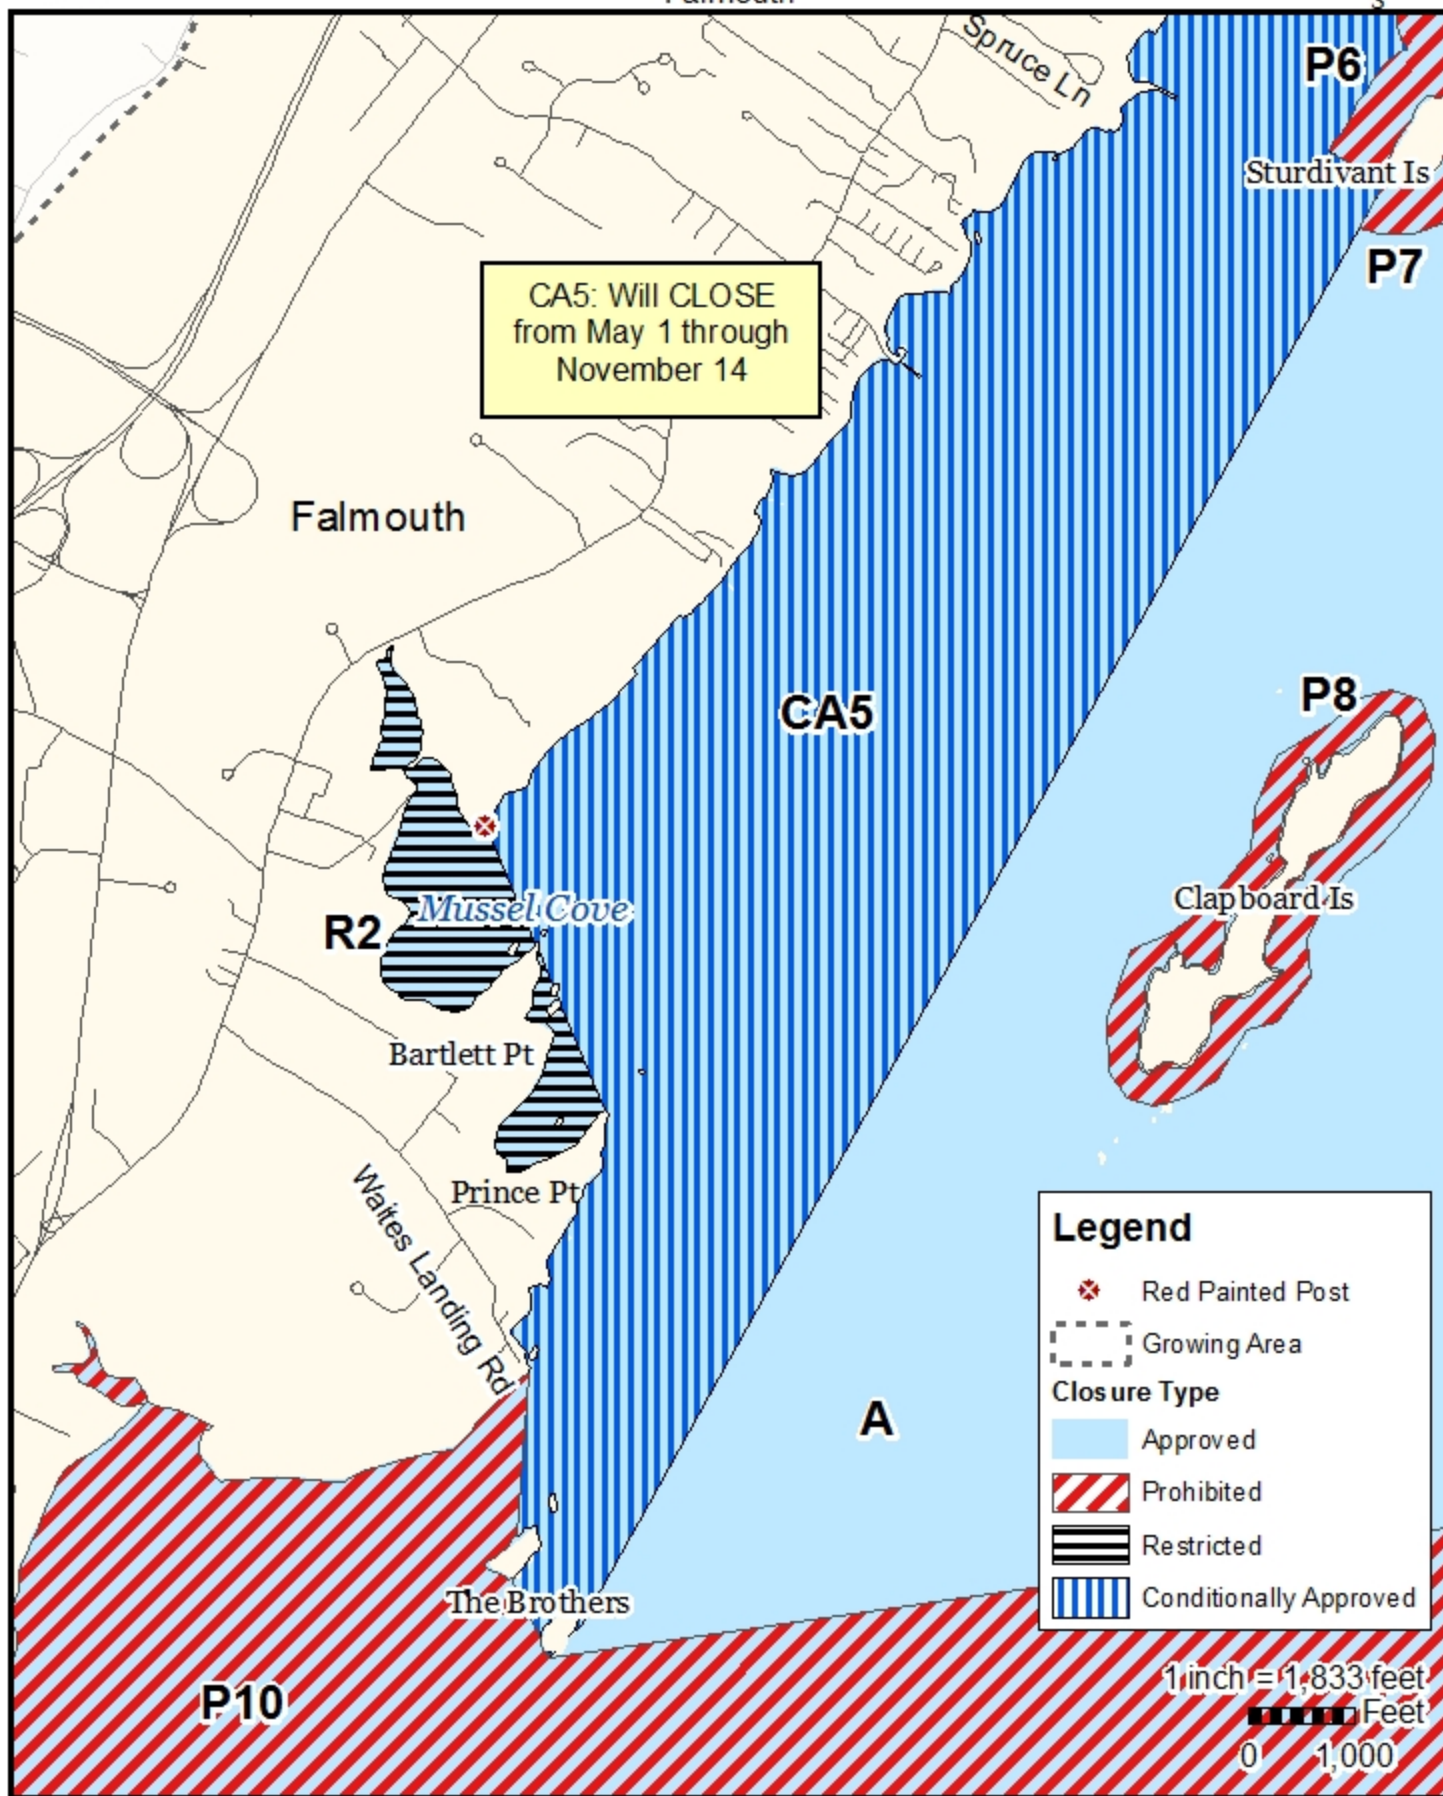 Falmouth
Spruce Ln
P6
Sturdivant Is
P7
CA5: Will CLOSE
from May 1 through
November 14
Falmouth
CA5
P8
Clapboard Is
Mussel Cove
R2
Bartlett Pt
Prince Pt
Waites Landing Rd
A
The Brothers
P10
Legend
Red Painted Post
Growing Area
Closure Type
Approved
Prohibited
Restricted
Conditionally Approved
1 inch = 1,833 feet
Feet
0 1,000